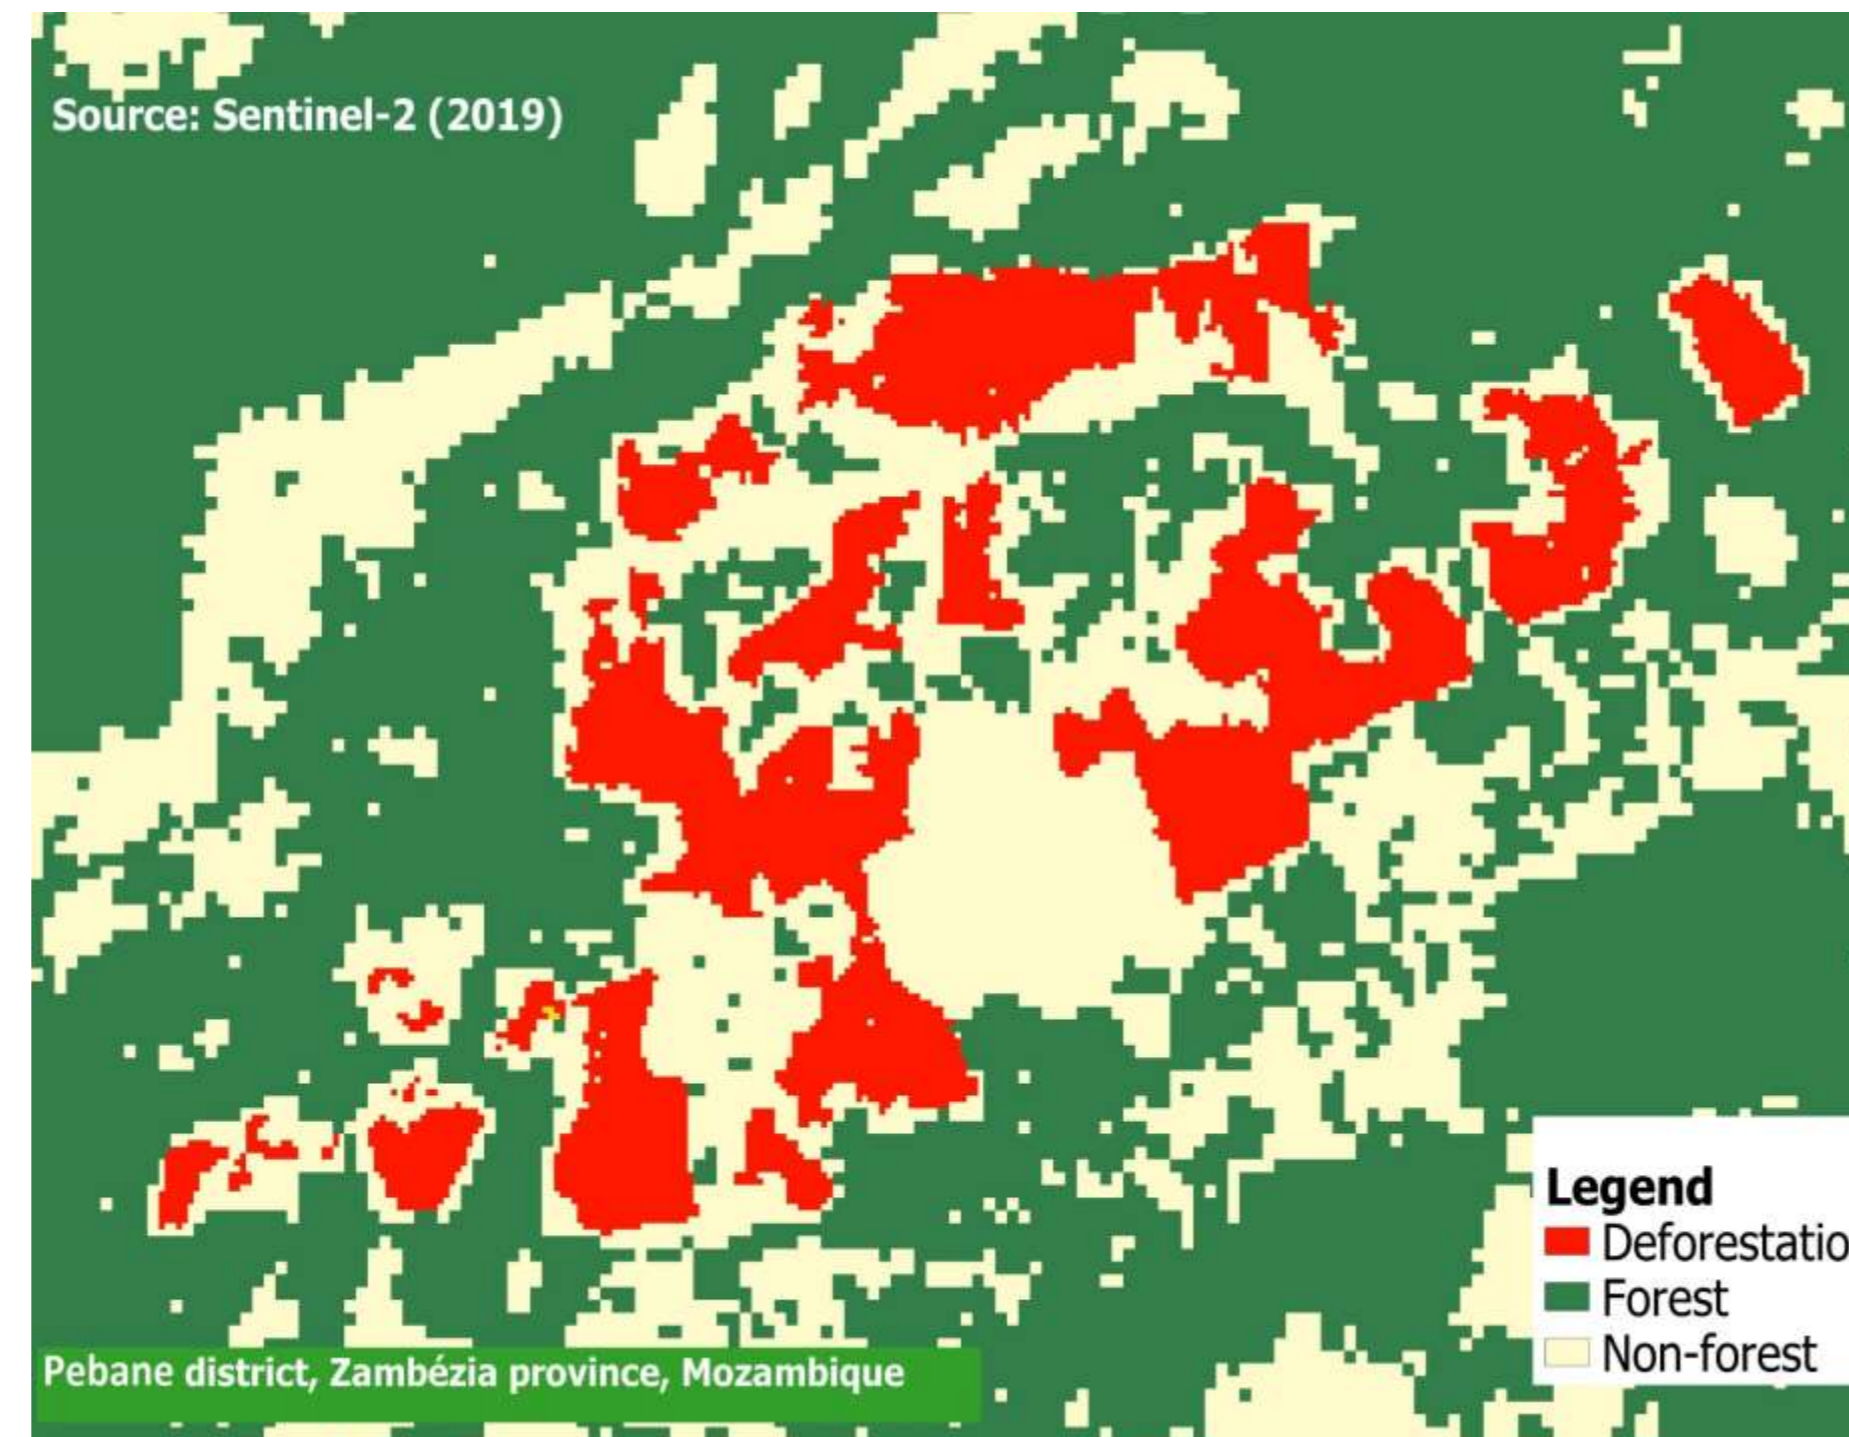 Source: Sentinel-2 (2019)
Legend
Deforestatio
Forest
Non-forest
Pebane district, Zambézia province, Mozambique